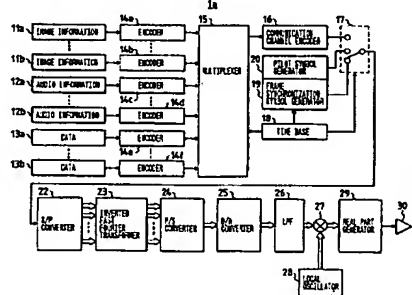 1a
11a IMAGE INFORMATION 14a ENCODER 15 MULTIPLEXER 16 COMMUNICATION CHANNEL ENCODER 17
11b IMAGE INFORMATION 14b ENCODER
20 PILOT SYMBOL GENERATOR
12a AUDIO INFORMATION 14c ENCODER
19 FRAME SYNCHRONIZATION SYMBOL GENERATOR
12b AUDIO INFORMATION 14d ENCODER
18 TIME BASE
13a DATA ENCODER
13b DATA 14f ENCODER
22 S/P CONVERTER
23 INVERTED FAST FOURTER TRANSFORMER
24 P/S CONVERTER
25 D/A CONVERTER
26 LPF
27
29 REAL PART GENERATOR
30
28 LOCAL OSCILLATOR